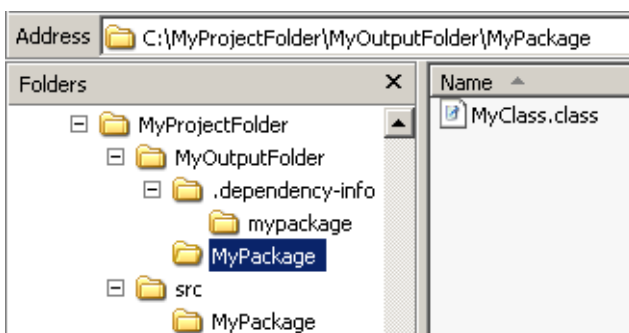 Address C:\MyProjectFolder\MyOutputFolder\MyPackage
Folders
Name
MyClass.class
MyProjectFolder
MyOutputFolder
.dependency-info
mypackage
MyPackage
src
MyPackage